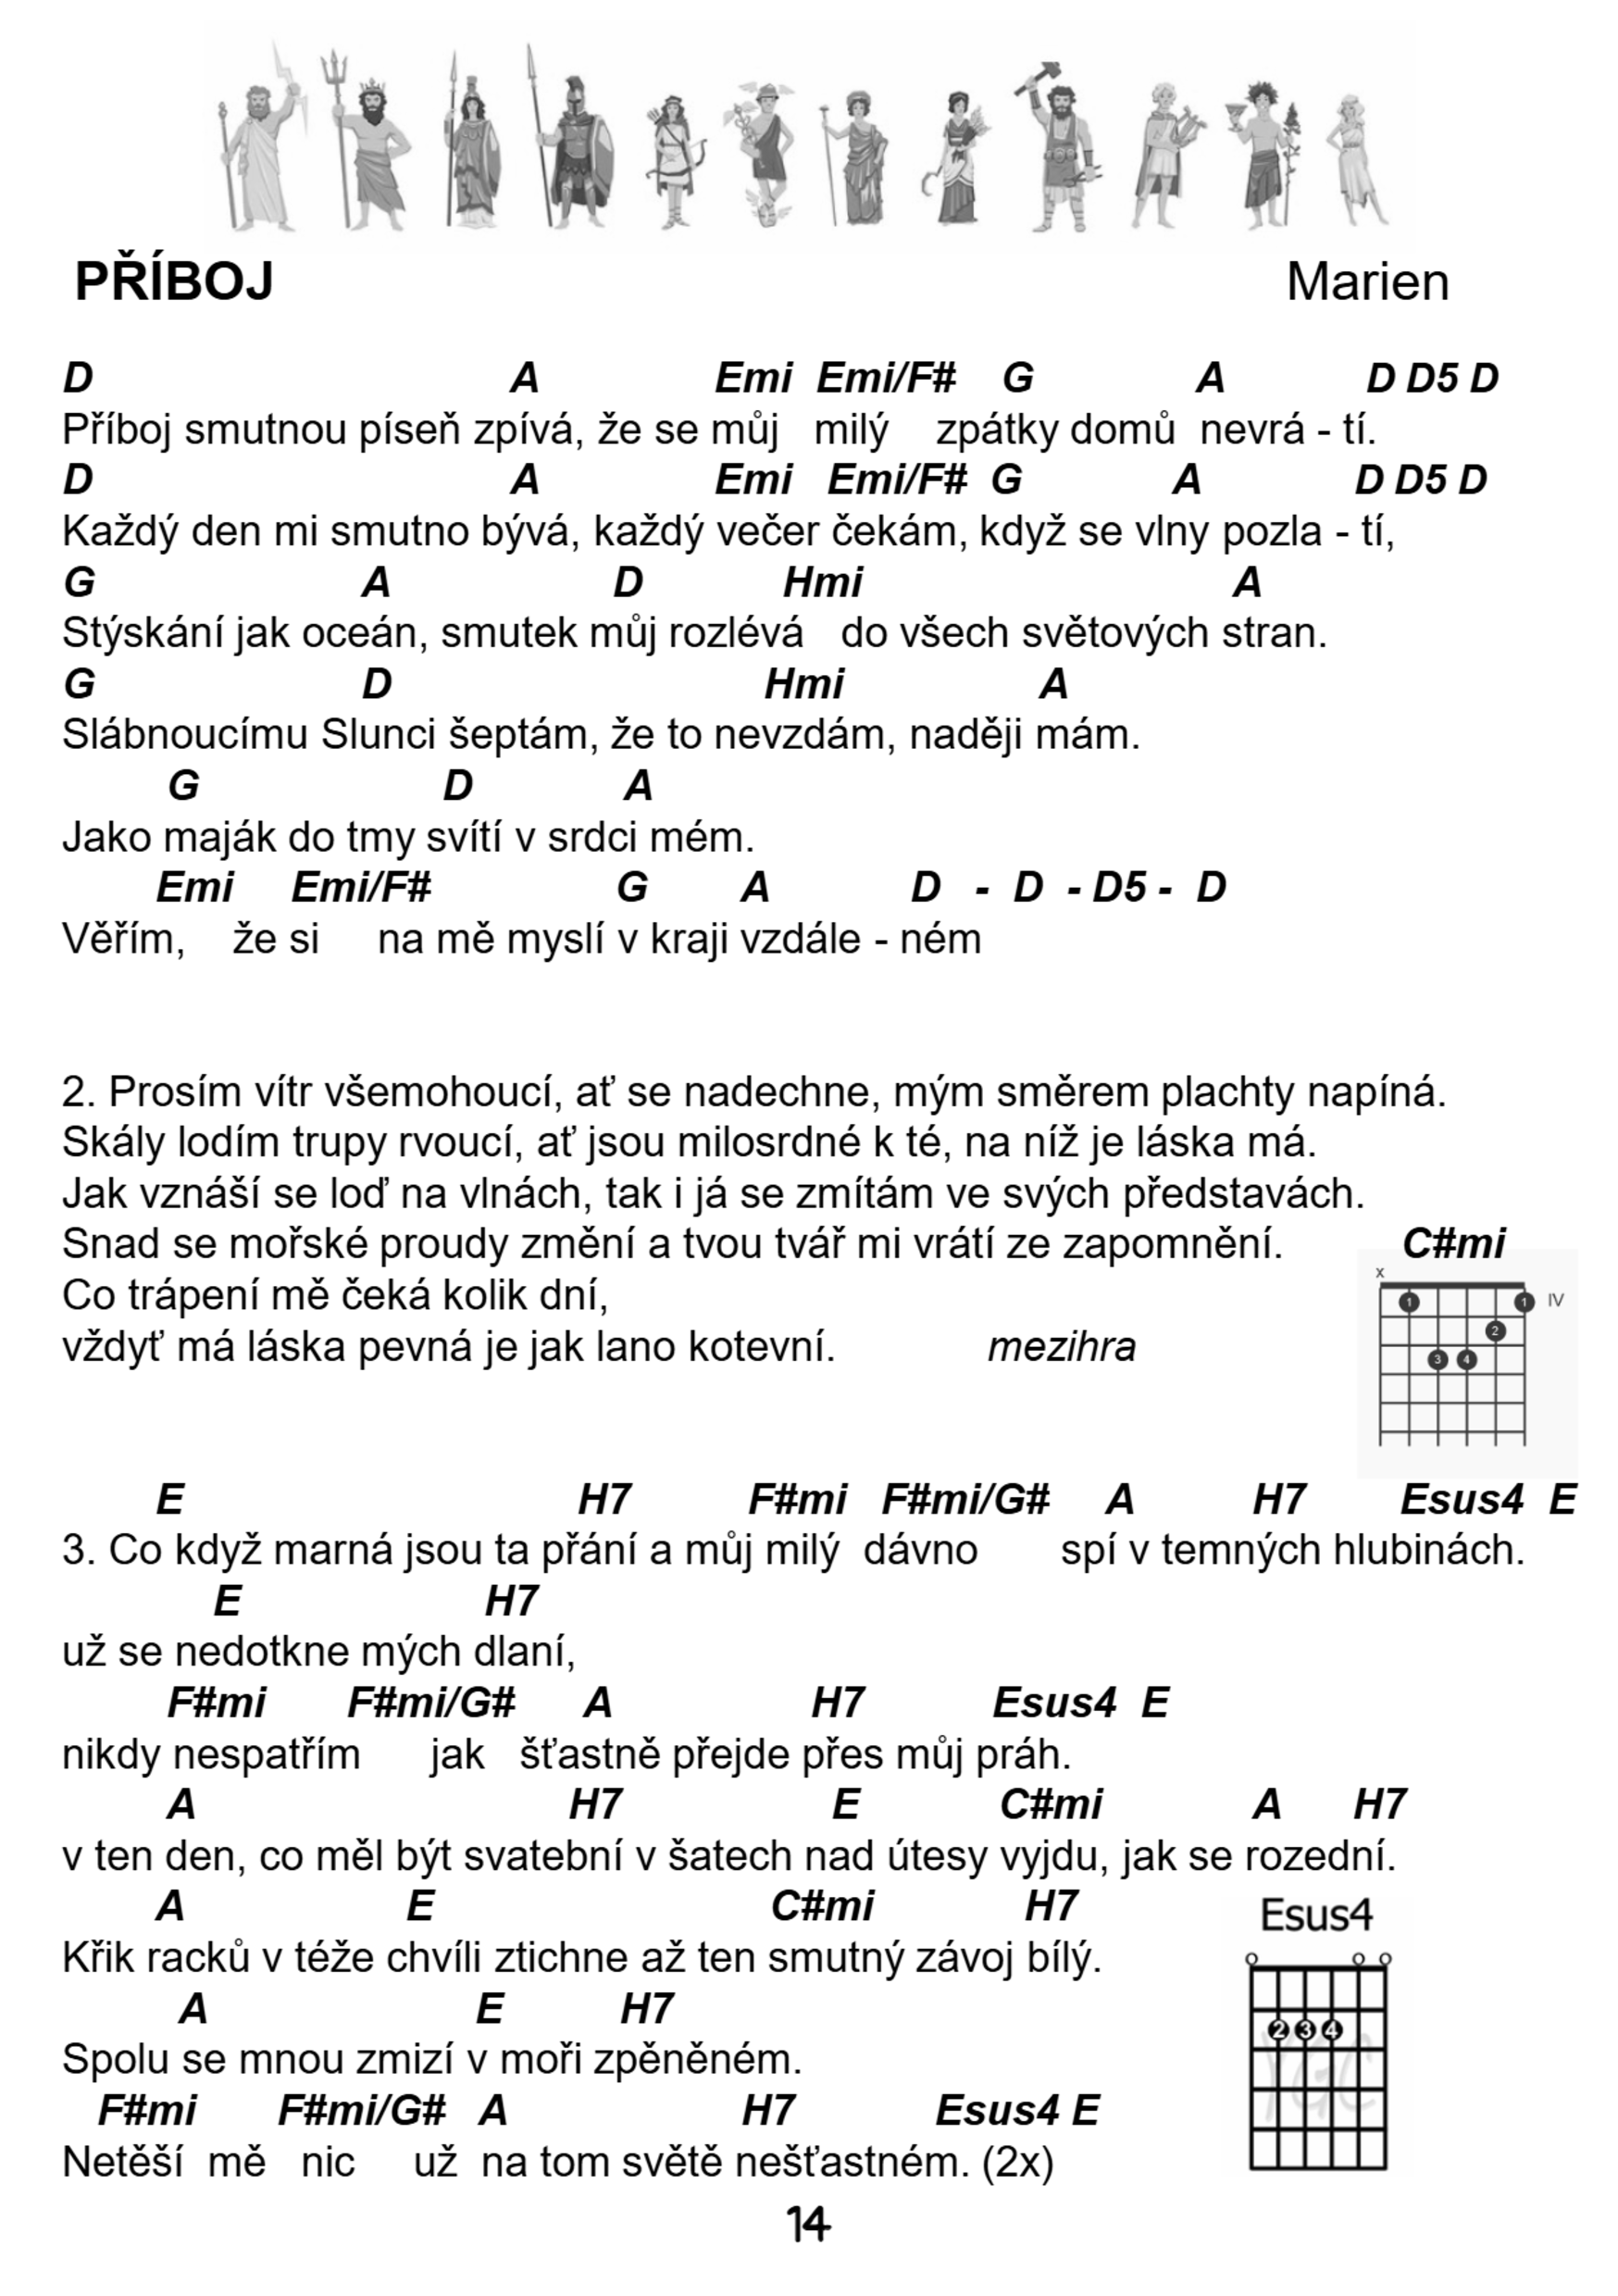 PŘÍBOJ Marien
D A Emi Emi/F# G A D D5 D
Příboj smutnou píseň zpívá, že se můj milý zpátky domů nevrá - tí.
D A Emi Emi/F# G A D D5 D
Každý den mi smutno bývá, každý večer čekám, když se vlny pozla - tí,
G A D Hmi A
Stýskání jak oceán, smutek můj rozlévá do všech světových stran.
G D Hmi A
Slábnoucímu Slunci šeptám, že to nevzdám, naději mám.
G D A
Jako maják do tmy svítí v srdci mém.
Emi Emi/F# G A D - D - D5 - D
Věřím, že si na mě myslí v kraji vzdále - ném
2. Prosím vítr všemohoucí, ať se nadechne, mým směrem plachty napíná.
Skály lodím trupy rvoucí, ať jsou milosrdné k té, na níž je láska má.
Jak vznáší se loď na vlnách, tak i já se zmítám ve svých představách.
Snad se mořské proudy změní a tvou tvář mi vrátí ze zapomnění. C#mi
Co trápení mě čeká kolik dní,
vždyť má láska pevná je jak lano kotevní. mezihra
x
1 1 IV
2
3 4
E H7 F#mi F#mi/G# A H7 Esus4 E
3. Co když marná jsou ta přání a můj milý dávno spí v temných hlubinách.
E H7
už se nedotkne mých dlaní,
F#mi F#mi/G# A H7 Esus4 E
nikdy nespatřím jak šťastně přejde přes můj práh.
A H7 E C#mi A H7
v ten den, co měl být svatební v šatech nad útesy vyjdu, jak se rozední.
A E C#mi H7
Křik racků v téže chvíli ztichne až ten smutný závoj bílý.
A E H7
Spolu se mnou zmizí v moři zpěněném.
F#mi F#mi/G# A H7 Esus4 E
Netěší mě nic už na tom světě nešťastném. (2x)
Esus4
o o o
2 3 4
14